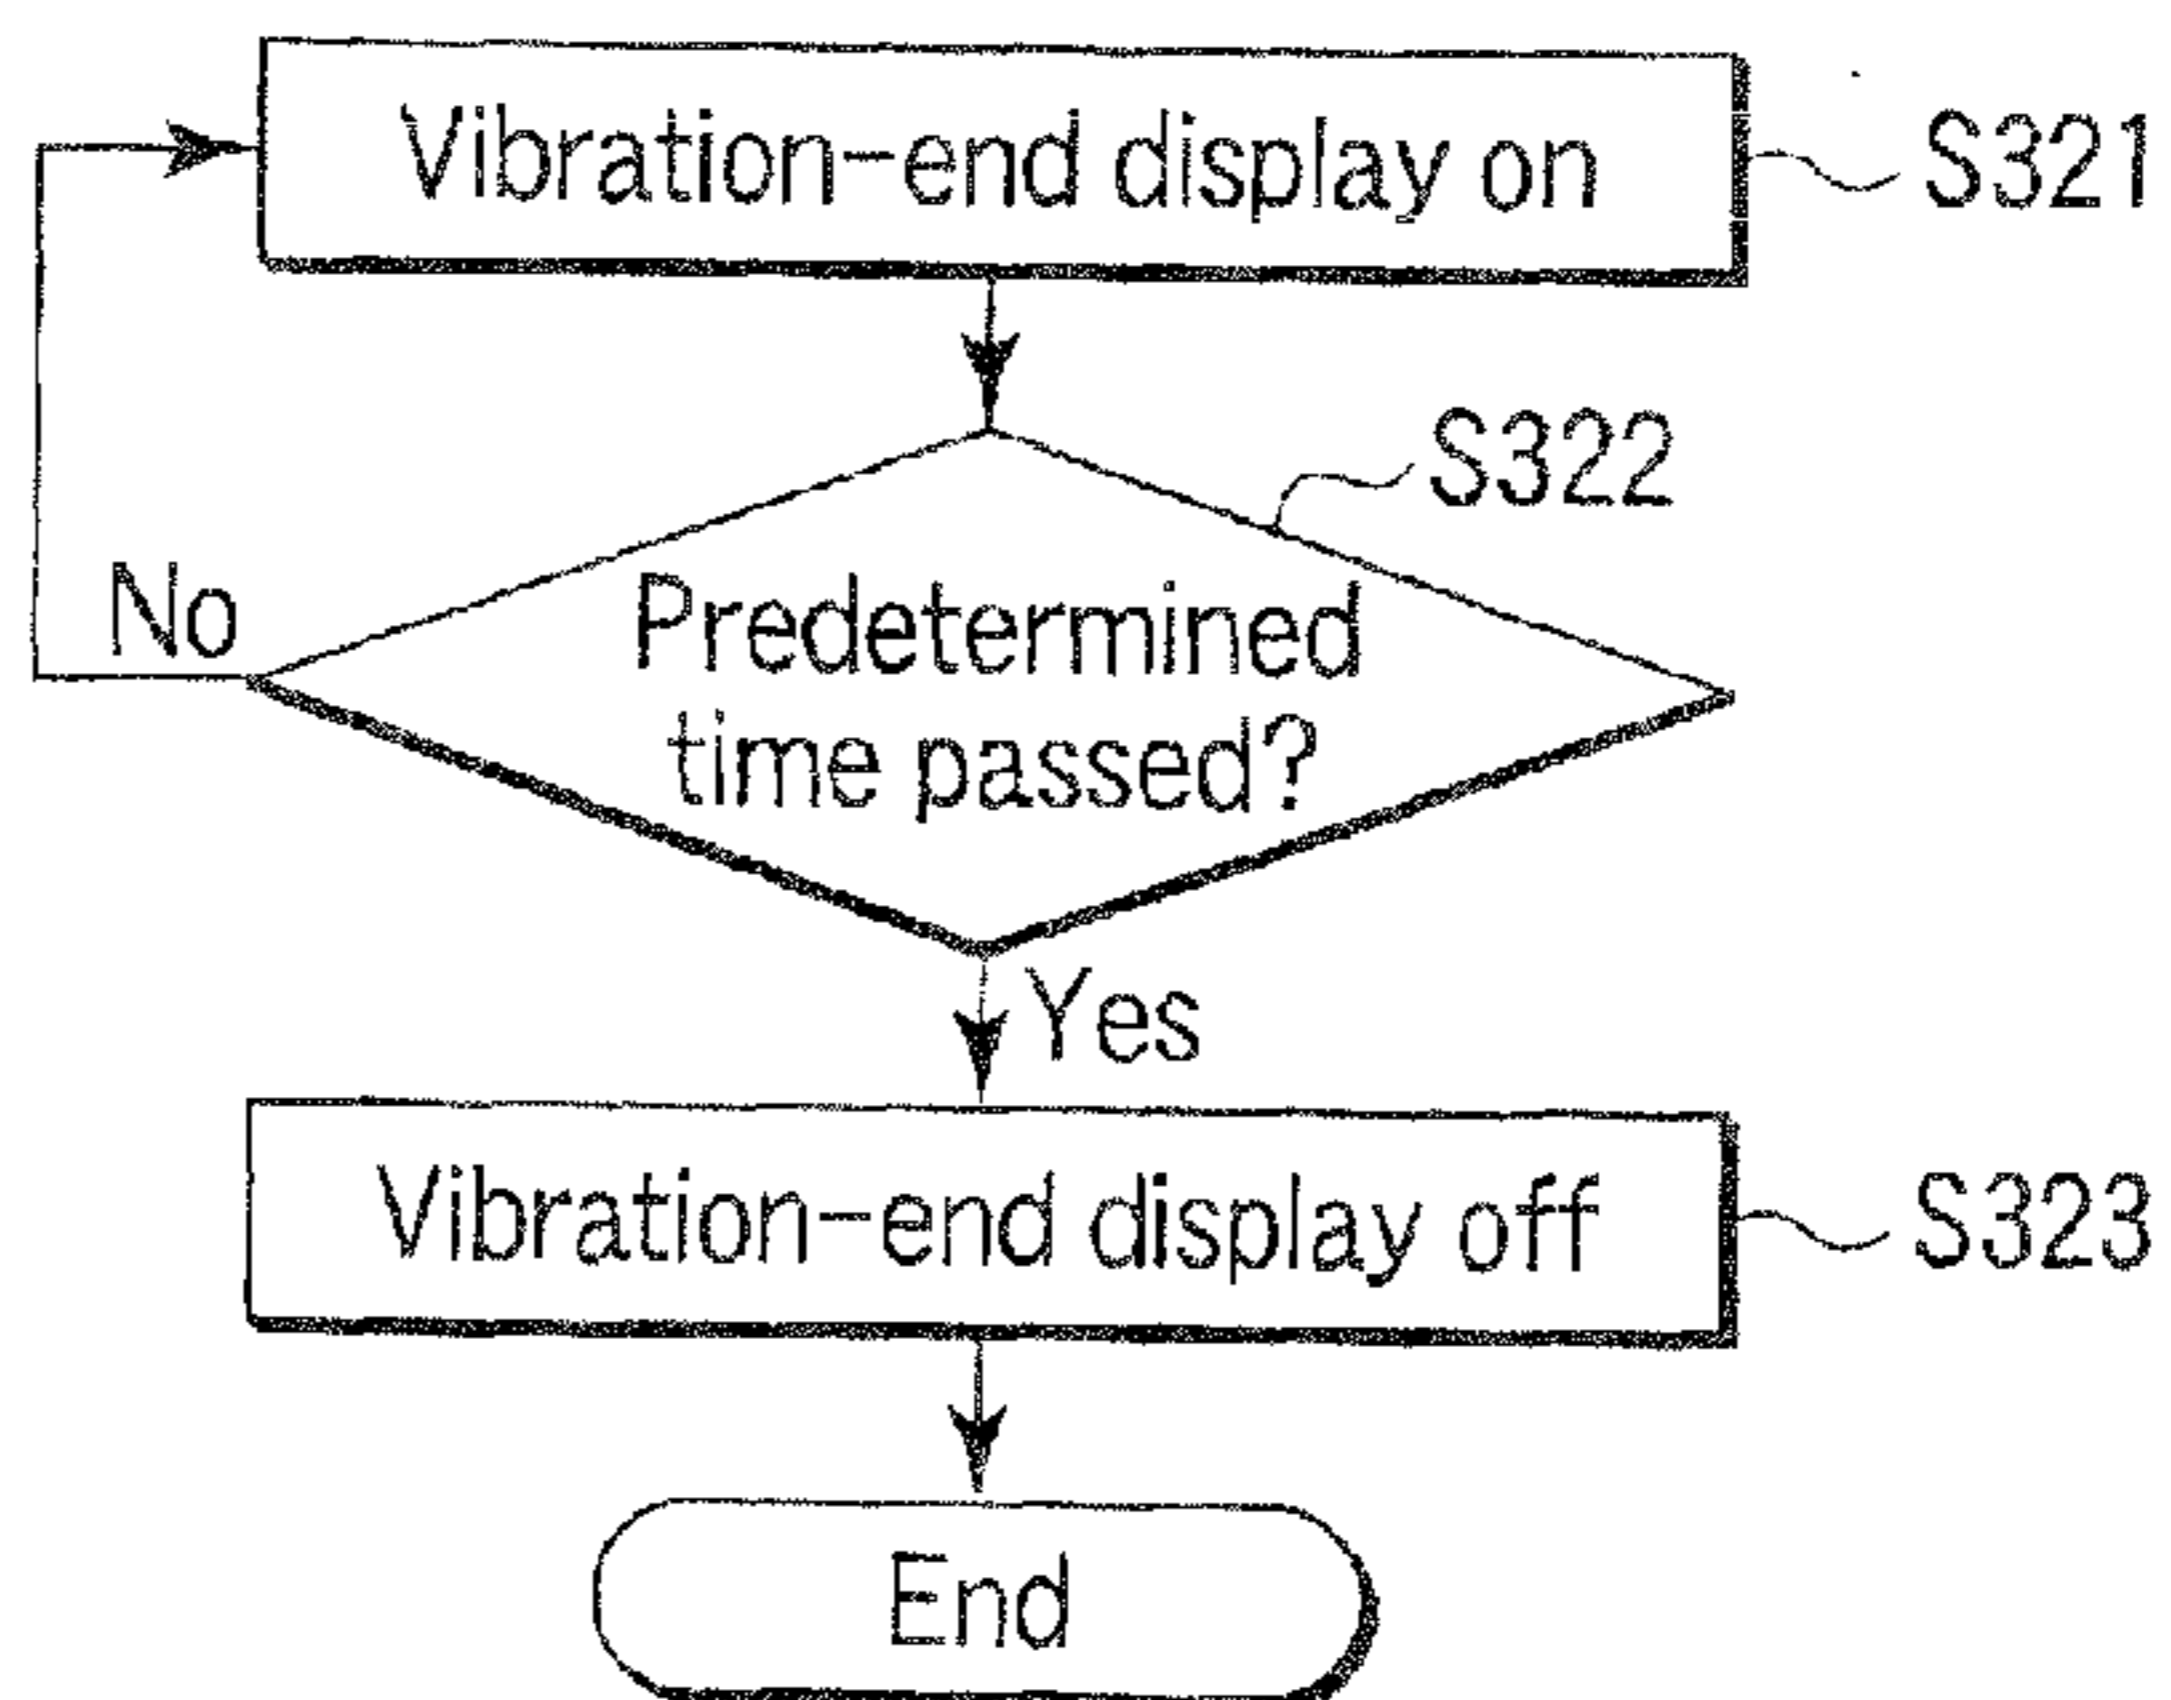 Vibration-end display on
S321
S322
No
Predetermined
time passed?
Yes
Vibration-end display off
S323
End